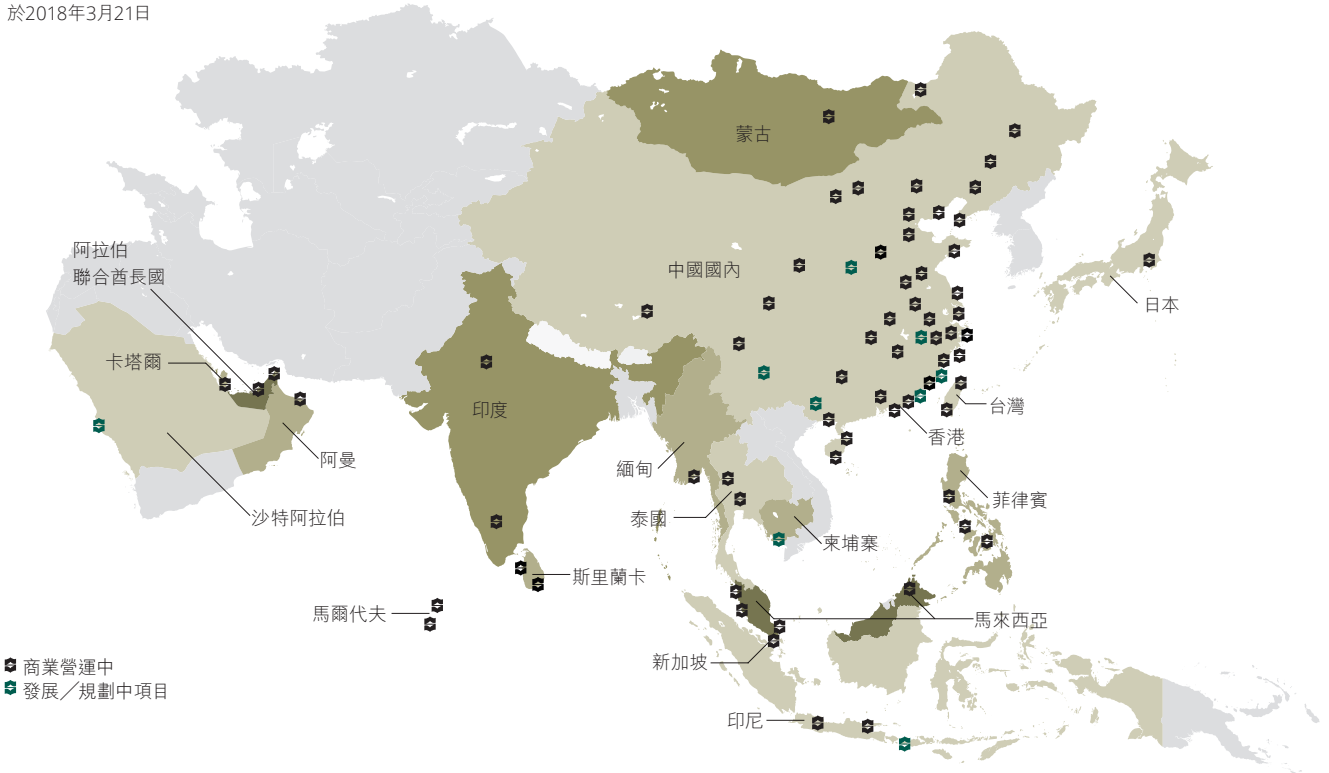 於2018年3月21日
蒙古
阿拉伯
聯合酋長國
中國國內
日本
卡塔爾
印度
台灣
香港
阿曼
緬甸
菲律賓
沙特阿拉伯
泰國
柬埔寨
斯里蘭卡
馬爾代夫
馬來西亞
新加坡
商業營運中
發展／規劃中項目
印尼